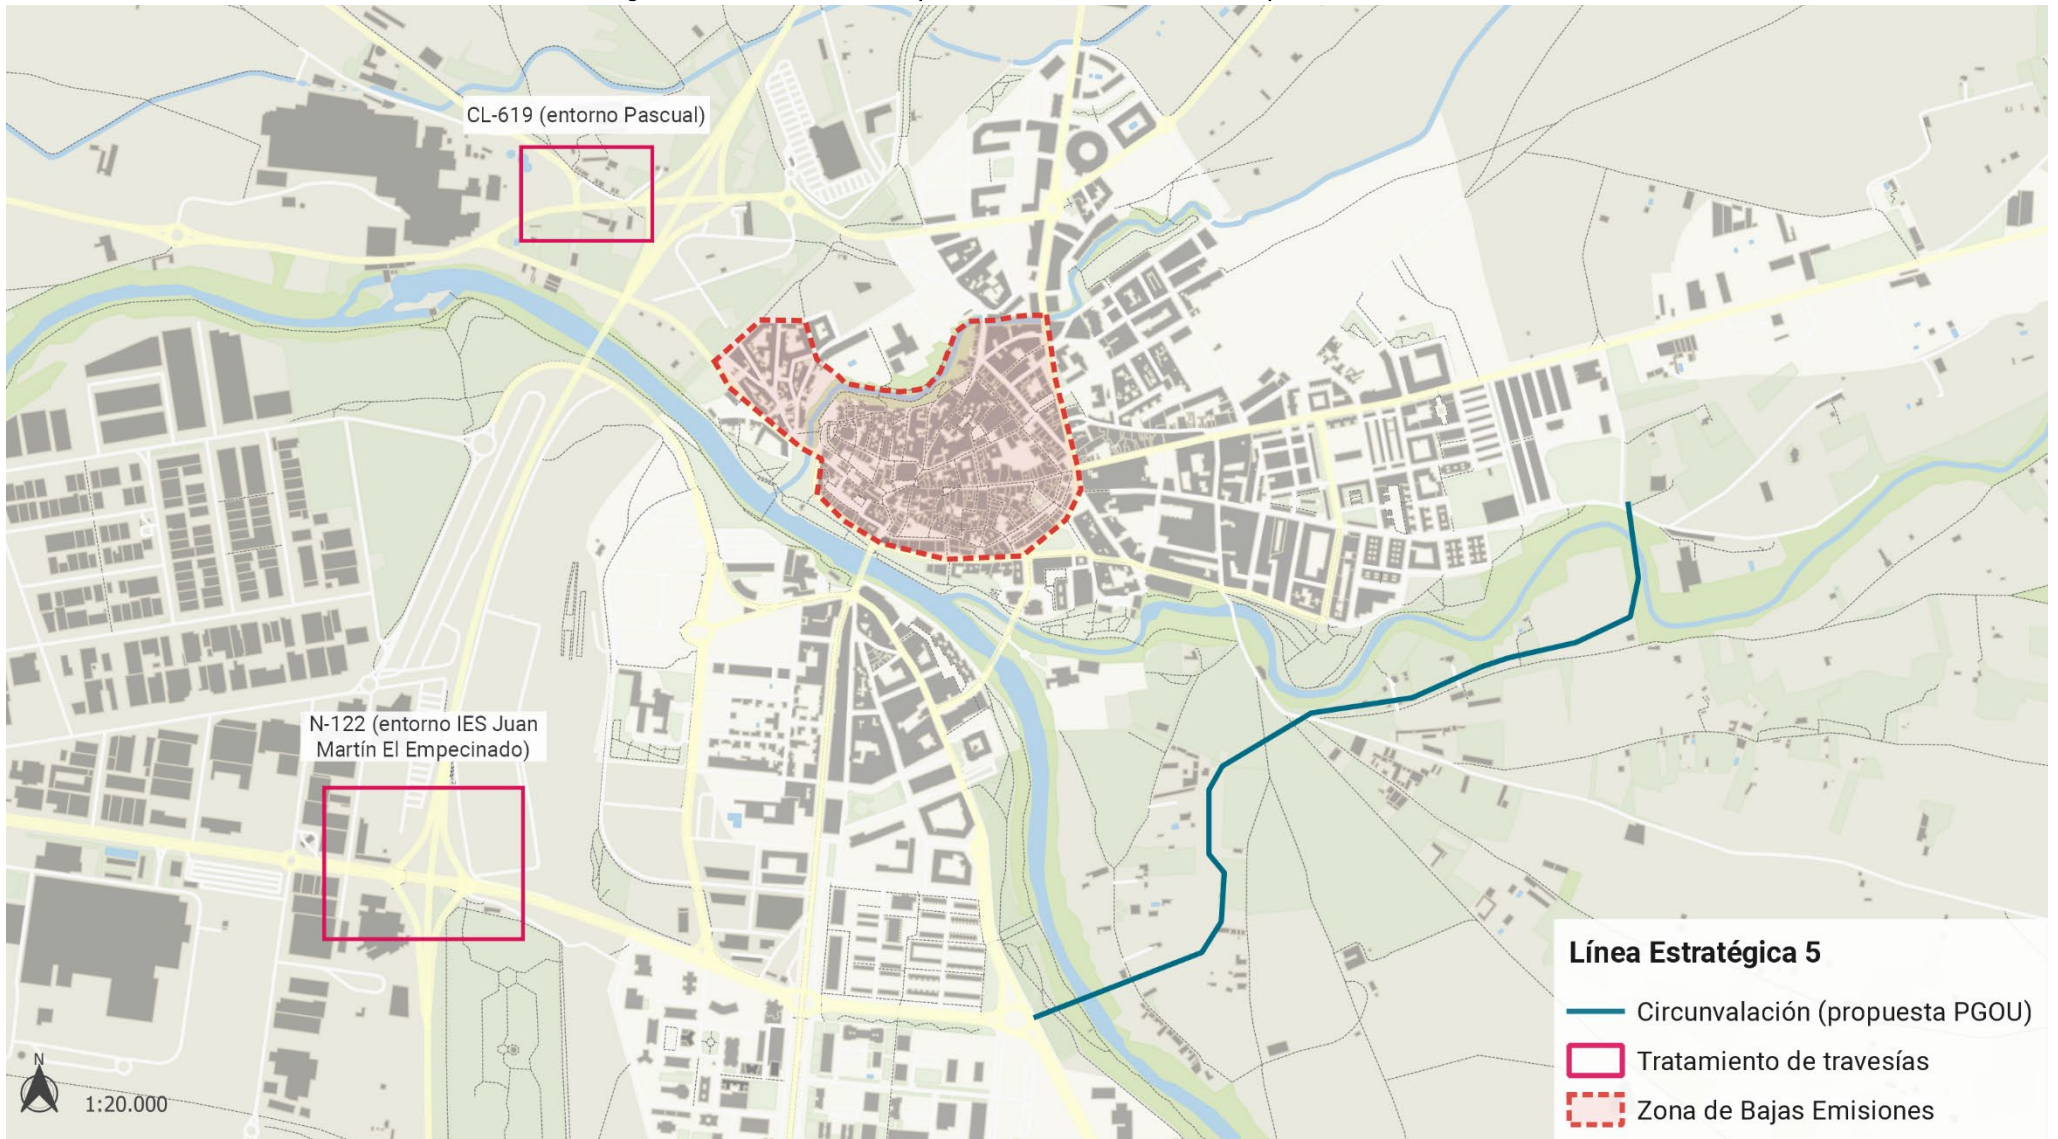 CL-619 (entorno Pascual)
N-122 (entorno IES Juan
Martín El Empecinado)
Línea Estratégica 5
Circunvalación (propuesta PGOU)
Tratamiento de travesías
Zona de Bajas Emisiones
N
1:20.000